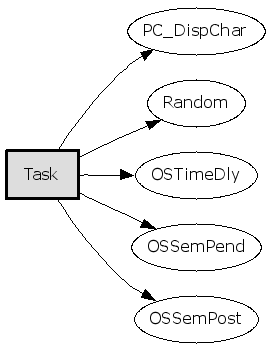 PC_DispChar
Random
Task
OSTimeDly
OSSemPend
OSSemPost